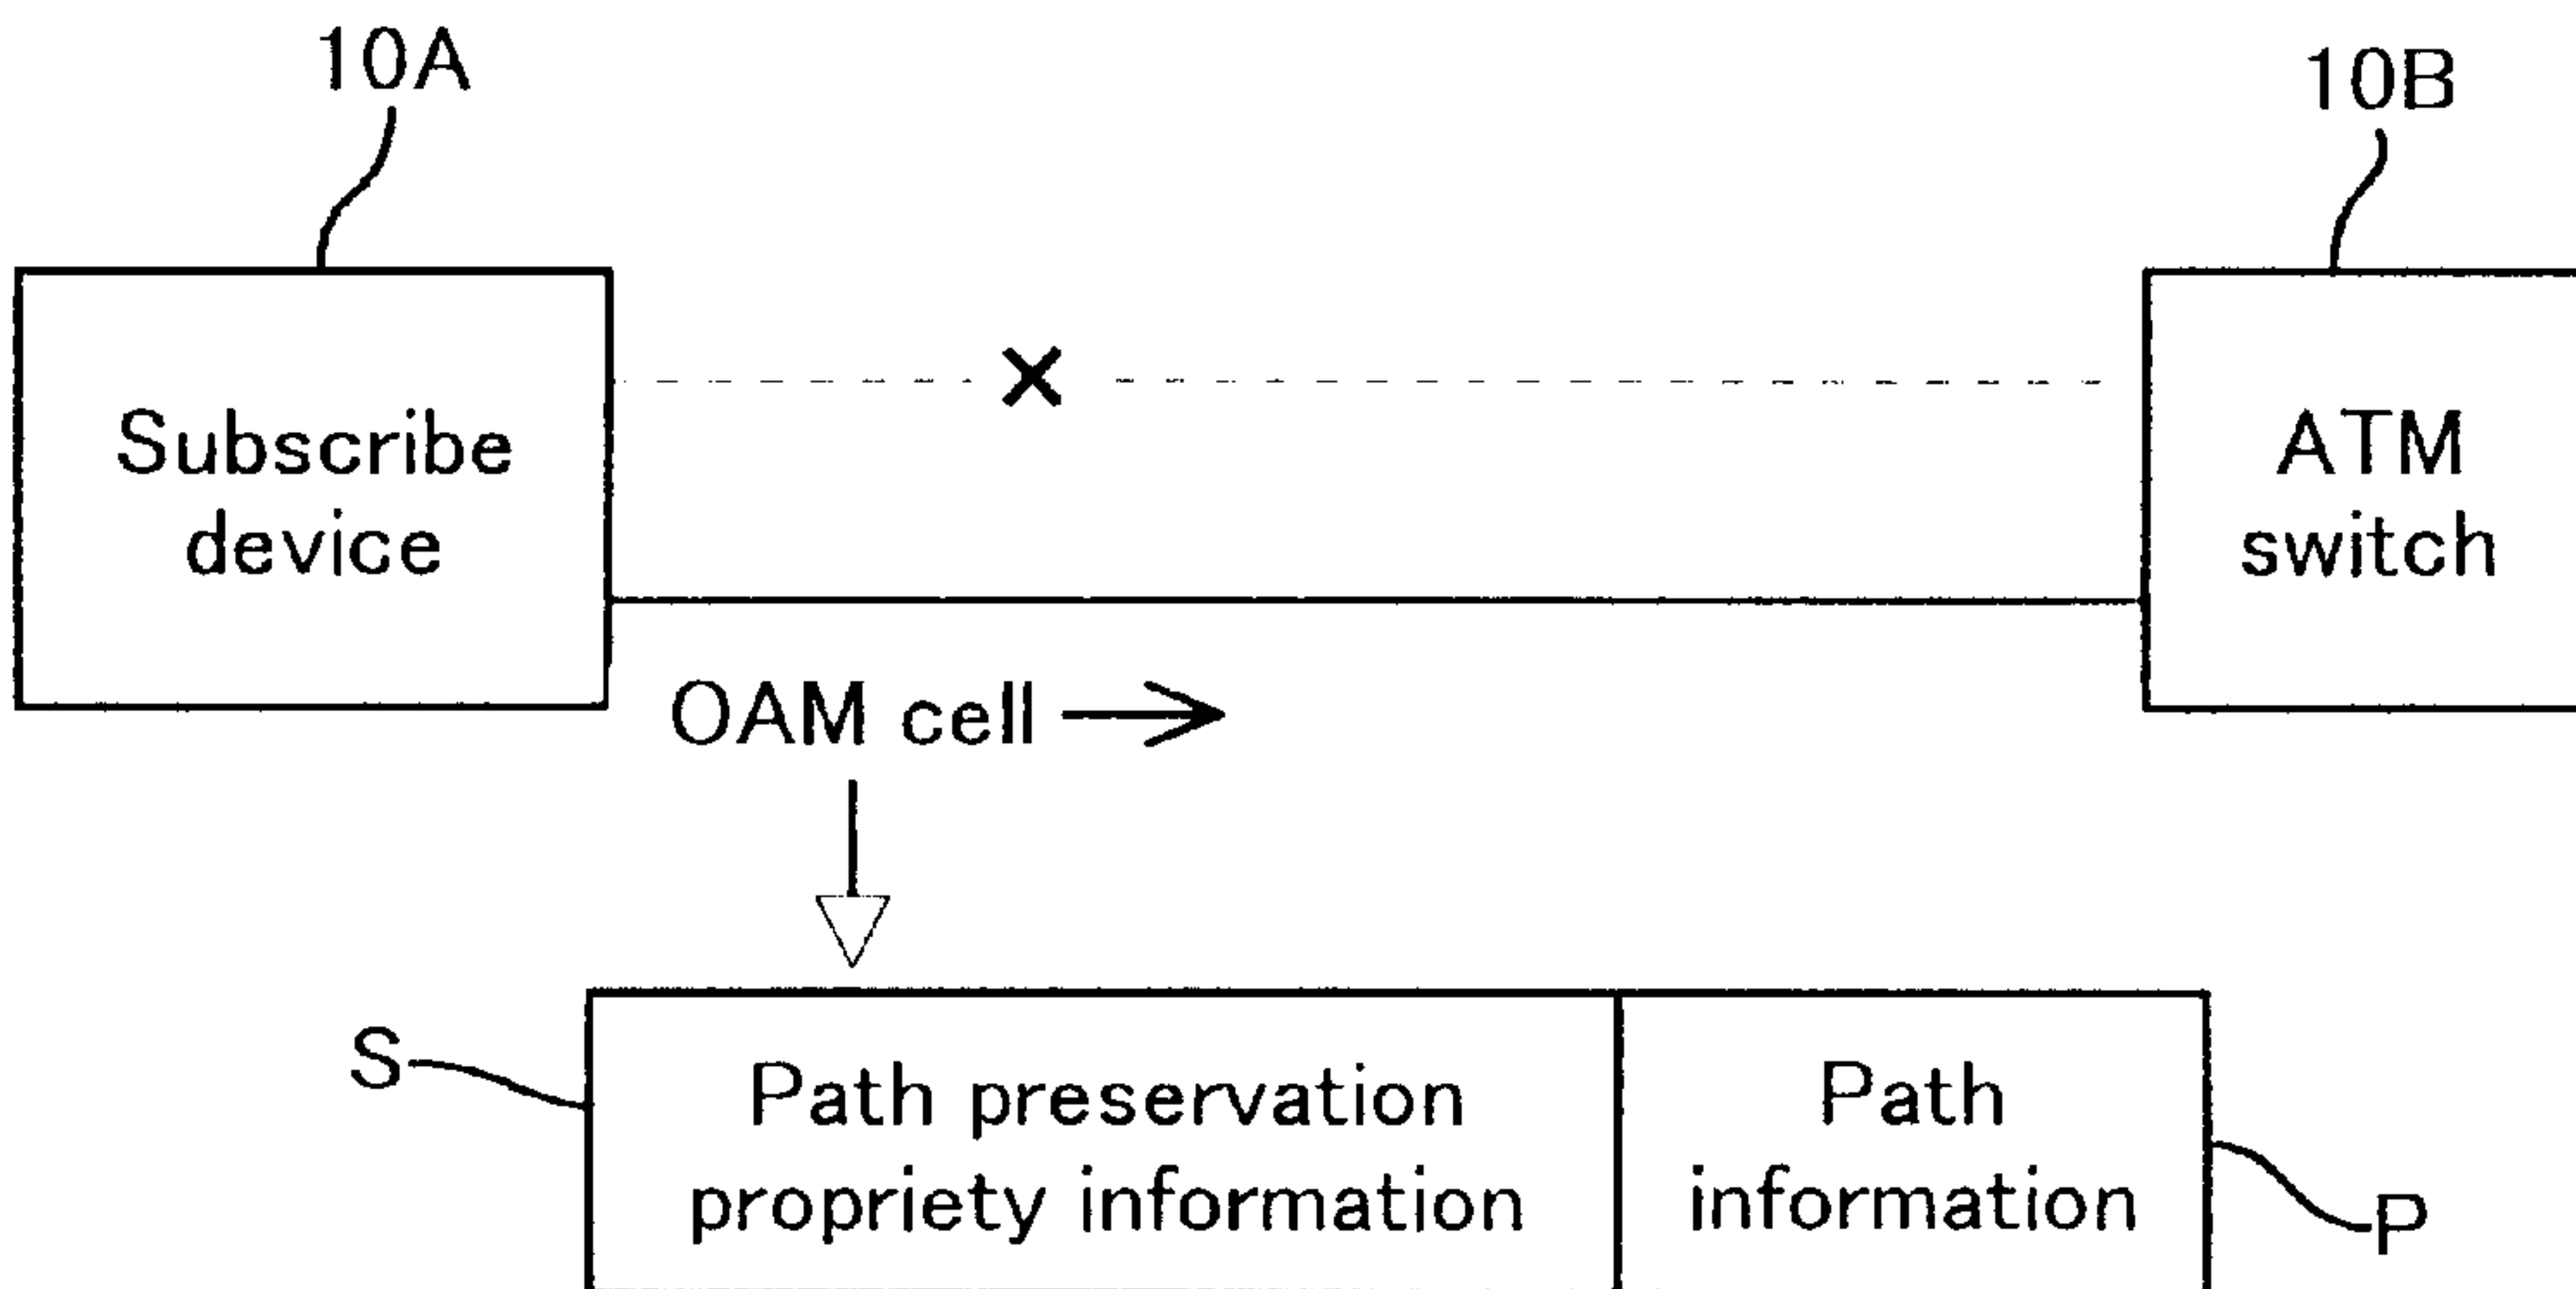 10A
10B
Subscribe
device
ATM
switch
OAM cell
S
Path preservation
propriety information
Path
information
P